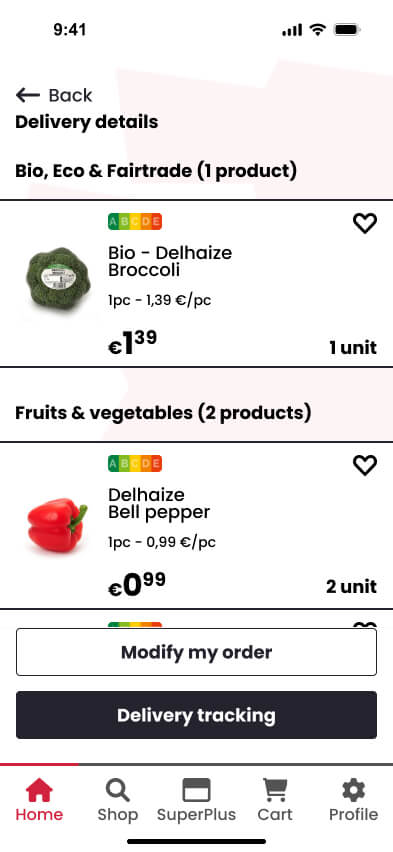 9:41
Back
Delivery details
Bio, Eco & Fairtrade (1 product)
A B C D E
Bio - Delhaize
Broccoli
1pc - 1,39 €/pc
€1 39
1 unit
Fruits & vegetables (2 products)
A B C D E
Delhaize
Bell pepper
1pc - 0,99 €/pc
€0 99
2 unit
Modify my order
Delivery tracking
Home
Shop
SuperPlus
Cart
Profile